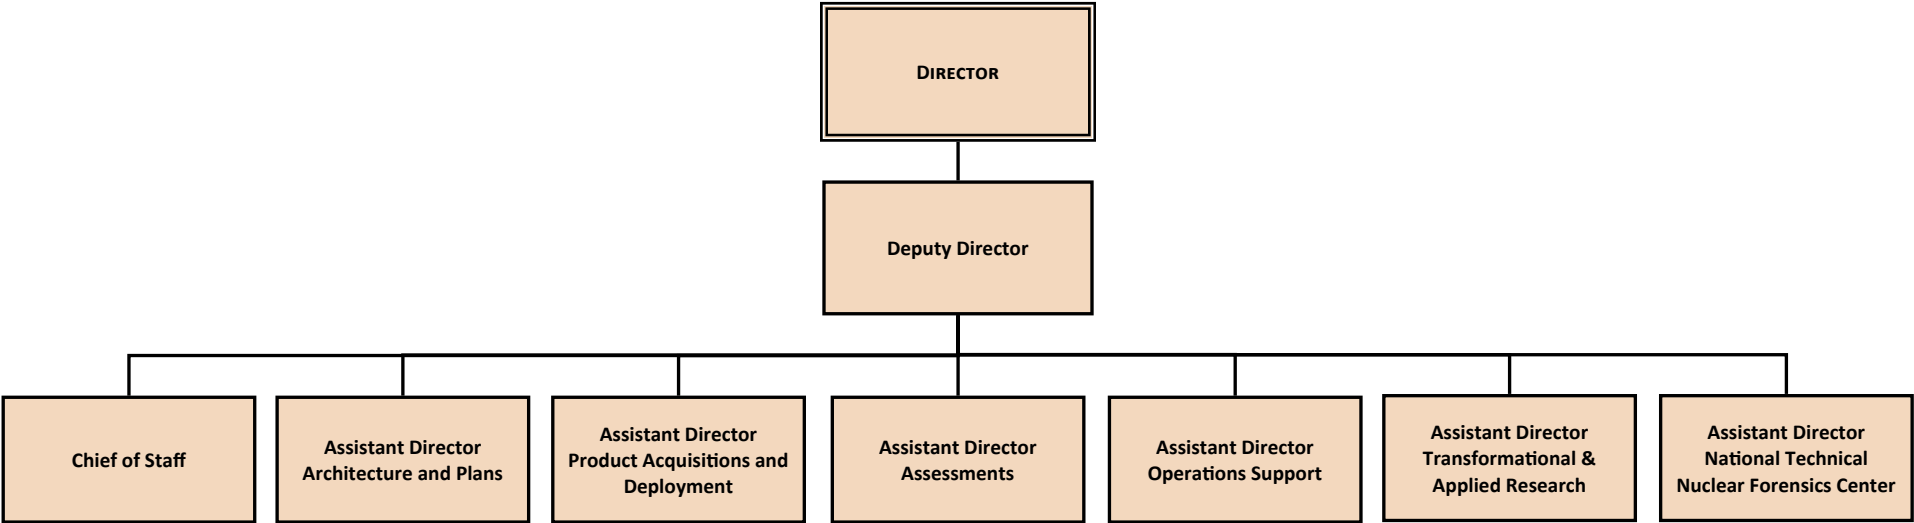 DIRECTOR
Deputy Director
Chief of Staff
Assistant Director
Architecture and Plans
Assistant Director
Product Acquisitions and
Deployment
Assistant Director
Assessments
Assistant Director
Operations Support
Assistant Director
Transformational &
Applied Research
Assistant Director
National Technical
Nuclear Forensics Center